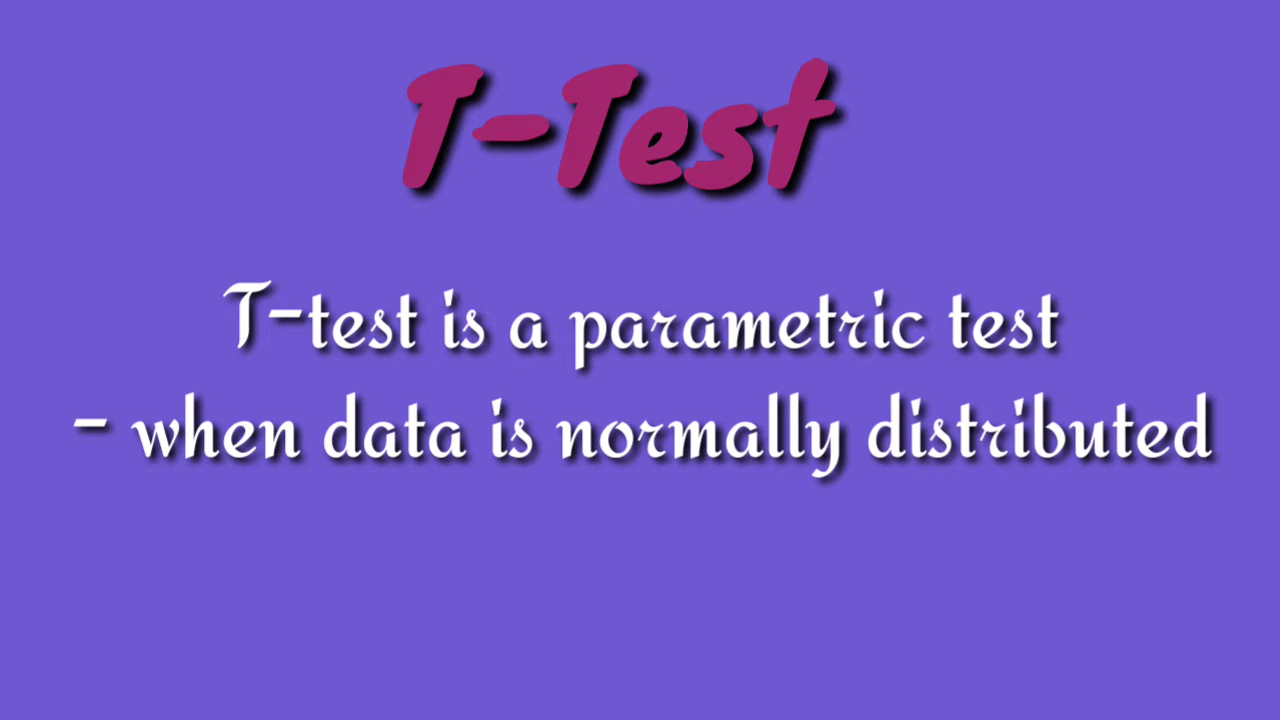 T-Test
T-test is a parametric test
- when data is normally distributed